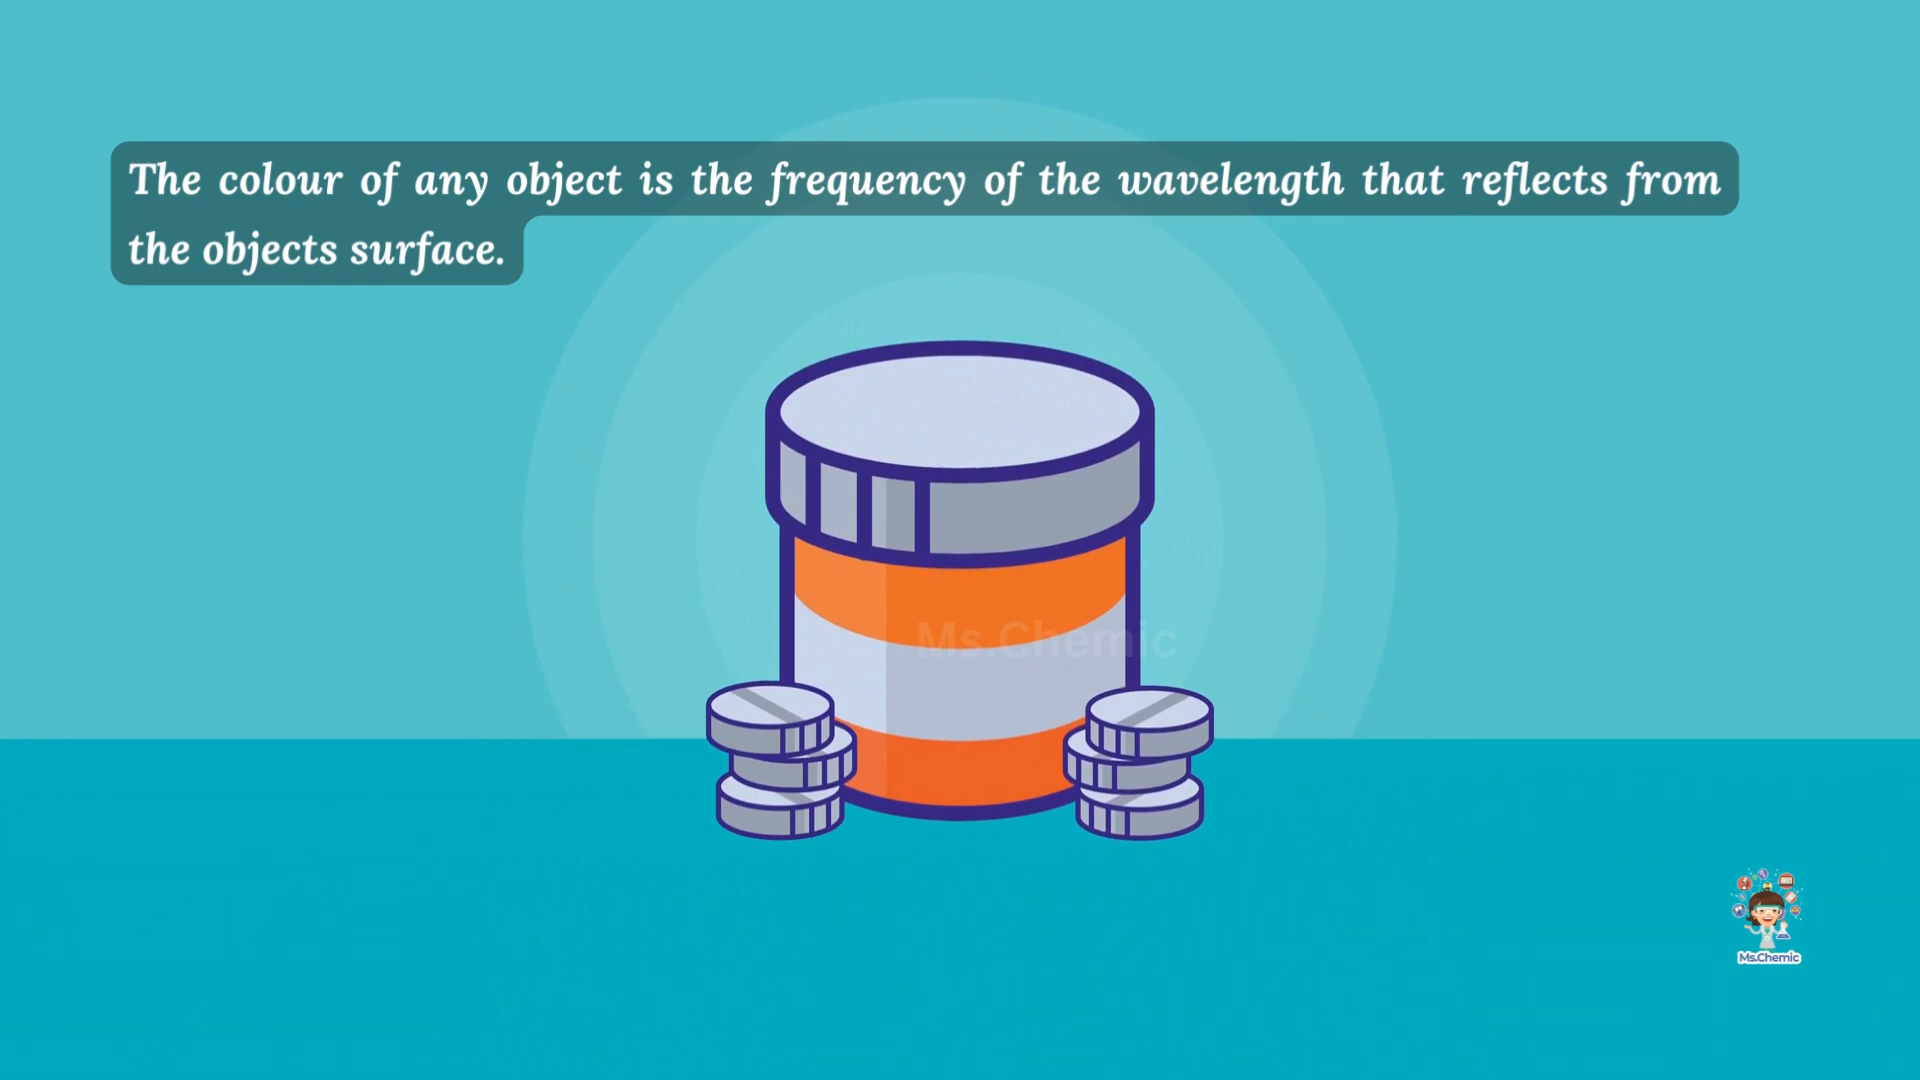 The colour of any object is the frequency of the wavelength that reflects from
the objects surface.
Ms.Chemic
Ms.Chemic